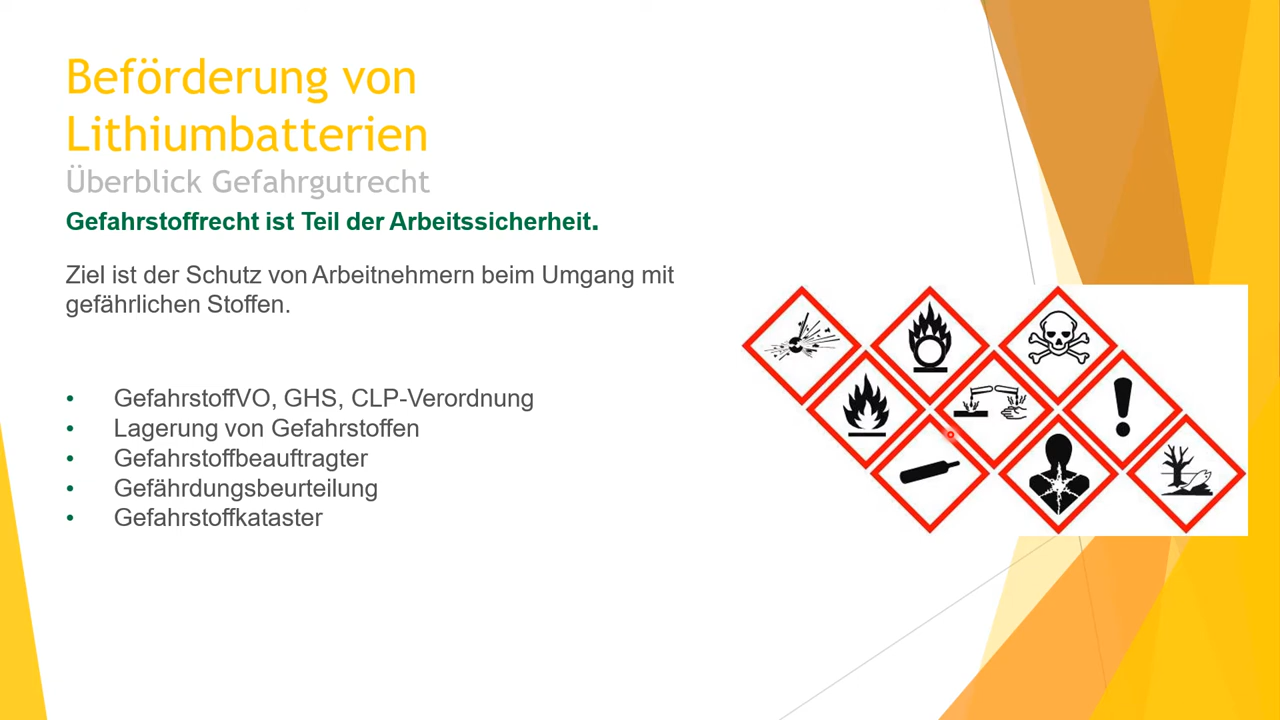 Beförderung von
Lithiumbatterien
Überblick Gefahrgutrecht
Gefahrstoffrecht ist Teil der Arbeitssicherheit.
Ziel ist der Schutz von Arbeitnehmern beim Umgang mit
gefährlichen Stoffen.
• GefahrstoffVO, GHS, CLP-Verordnung
• Lagerung von Gefahrstoffen
• Gefahrstoffbeauftragter
• Gefährdungsbeurteilung
• Gefahrstoffkataster